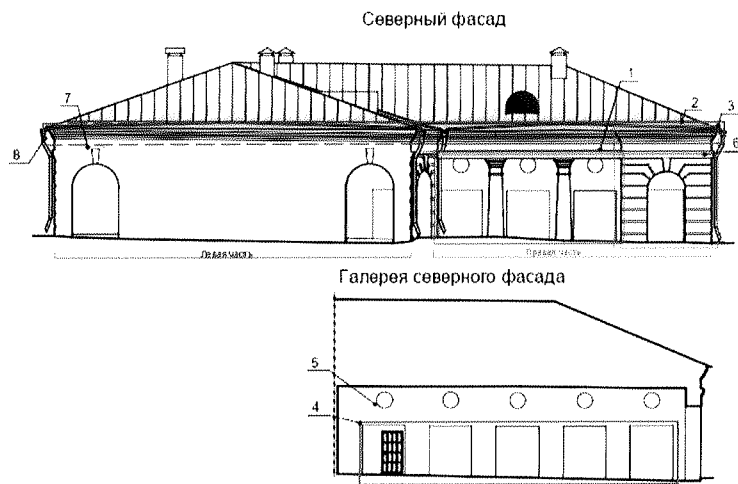 Северный фасад
1
7
2
3
8
6
Левая часть
Правая часть
Галерея северного фасада
5
4